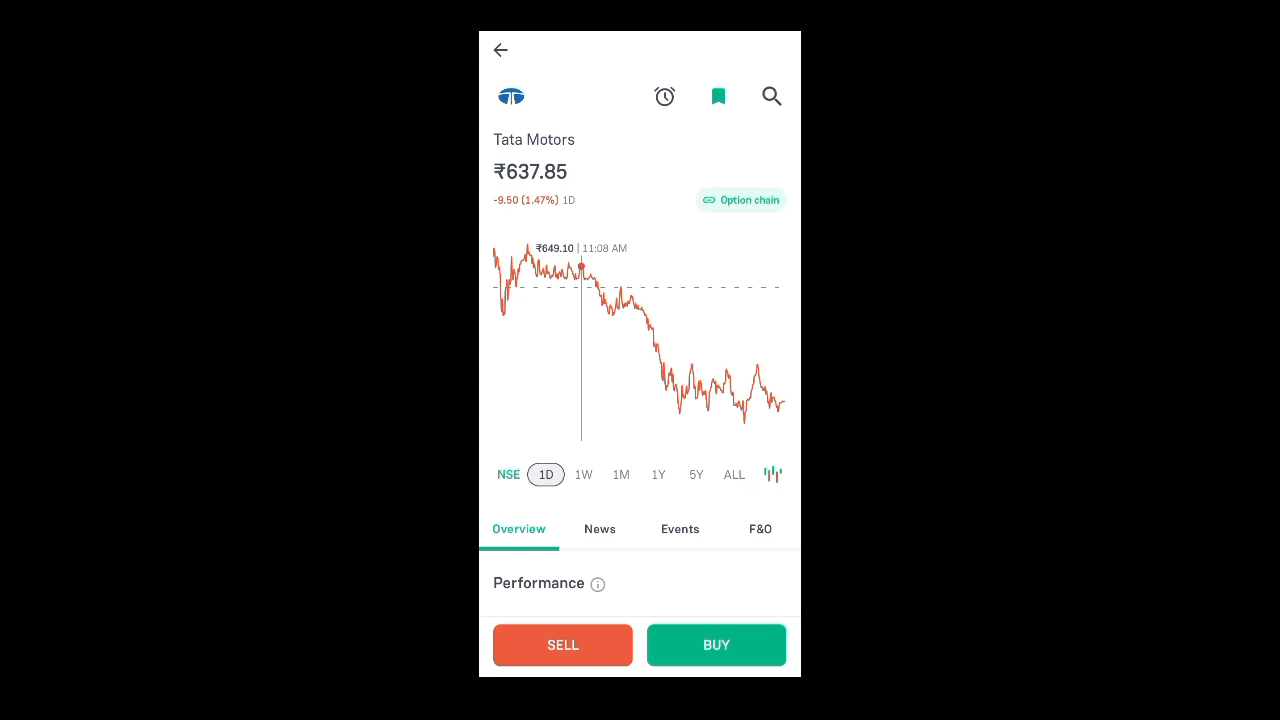 Tata Motors
₹637.85
-9.50 (1.47%) 1D
Option chain
₹649.10 | 11:08 AM
NSE 1D 1W 1M 1Y 5Y ALL
Overview News Events F&O
Performance
SELL BUY